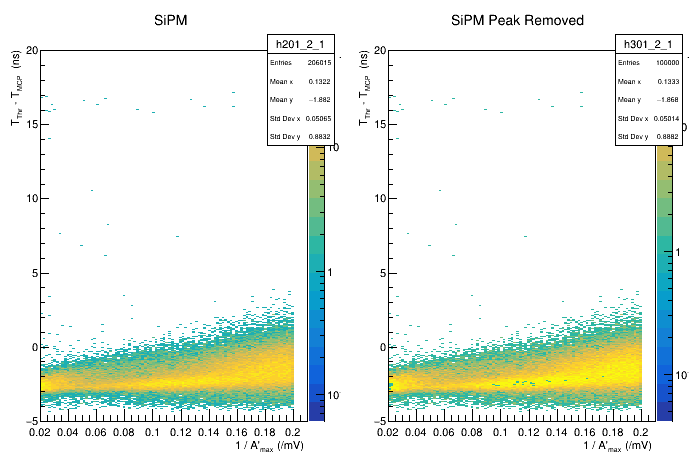 SiPM
h201_2_1
Entries 206015
Mean x 0.1322
Mean y −1.882
Std Dev x 0.05065
Std Dev y 0.8832
T_Thr - T_MCP (ns)
20
15
10
5
0
−5
0.02 0.04 0.06 0.08 0.1 0.12 0.14 0.16 0.18 0.2
1 / A'_max (/mV)
10
1
10
SiPM Peak Removed
h301_2_1
Entries 100000
Mean x 0.1333
Mean y −1.868
Std Dev x 0.05014
Std Dev y 0.8882
T_Thr - T_MCP (ns)
20
15
10
5
0
−5
0.02 0.04 0.06 0.08 0.1 0.12 0.14 0.16 0.18 0.2
1 / A'_max (/mV)
1
10